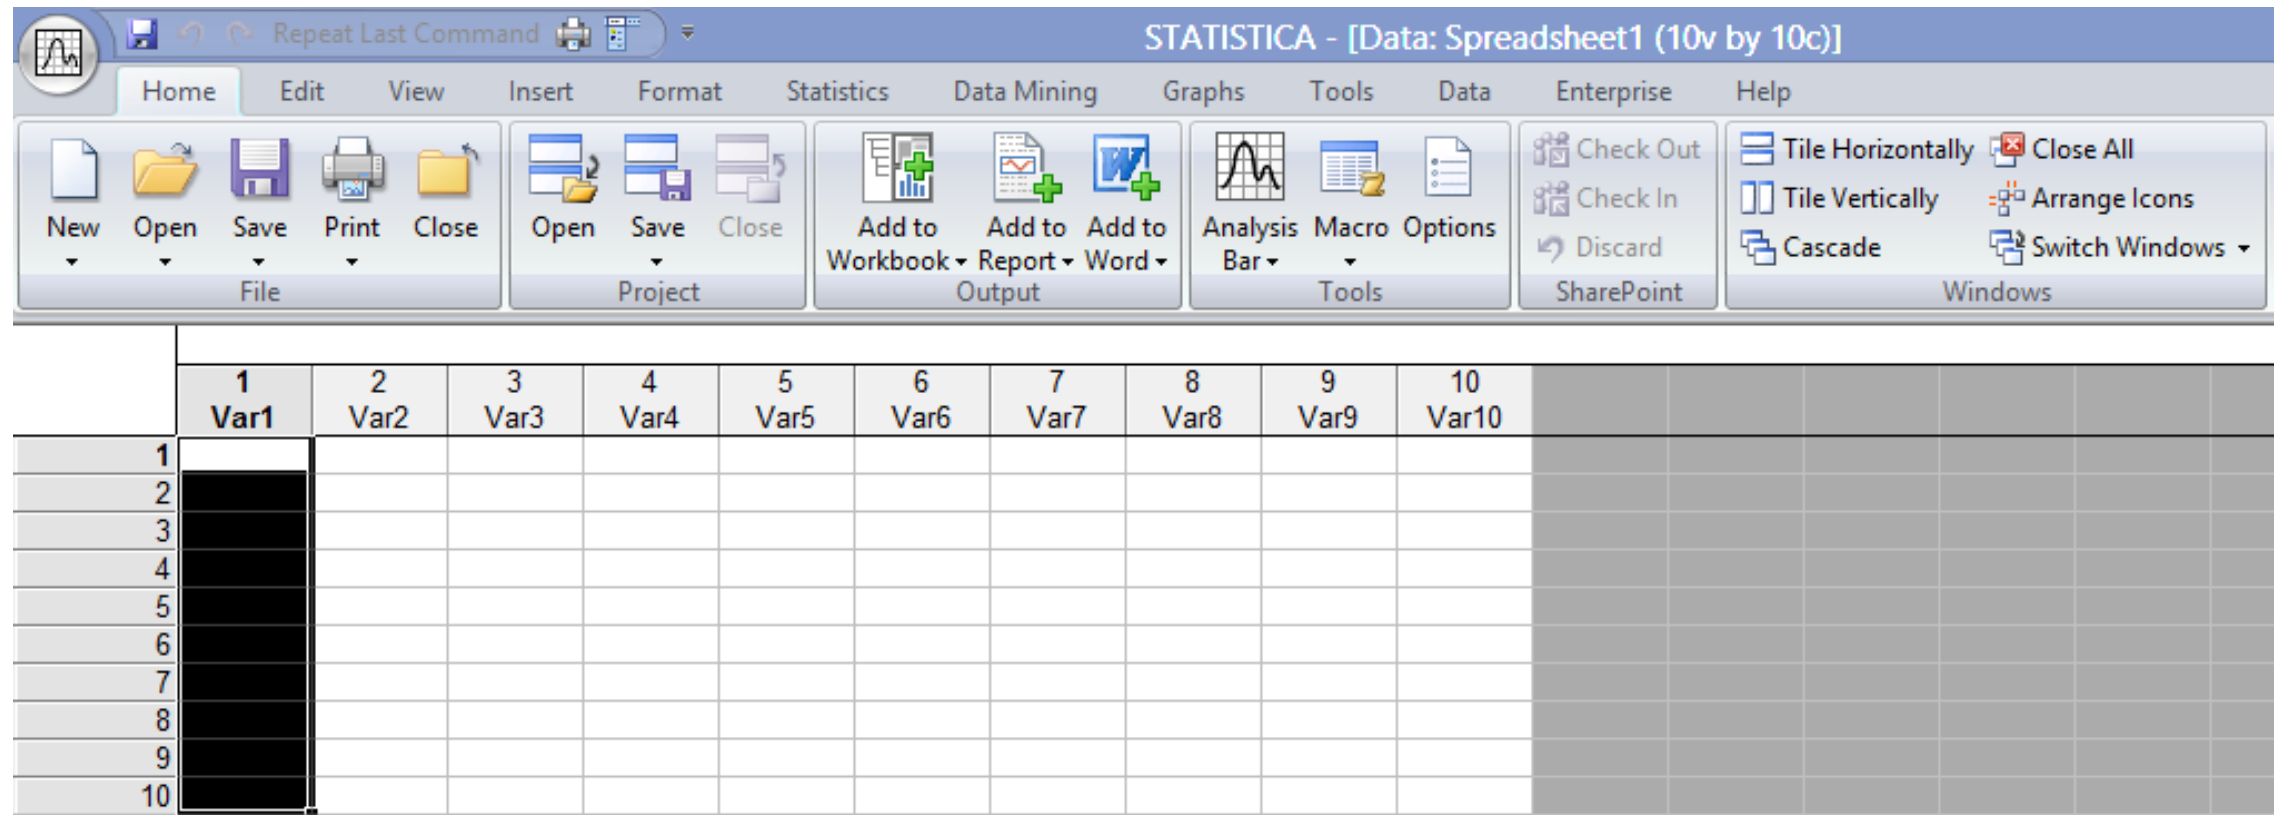 Repeat Last Command
STATISTICA - [Data: Spreadsheet1 (10v by 10c)]
Home Edit View Insert Format Statistics Data Mining Graphs Tools Data Enterprise Help
New Open Save Print Close
File
Open Save Close
Project
Add to Workbook Add to Report Add to Word
Output
Analysis Bar Macro Options
Tools
Check Out
Check In
Discard
SharePoint
Tile Horizontally Close All
Tile Vertically Arrange Icons
Cascade Switch Windows
Windows
1 2 3 4 5 6 7 8 9 10
Var1 Var2 Var3 Var4 Var5 Var6 Var7 Var8 Var9 Var10
1
2
3
4
5
6
7
8
9
10